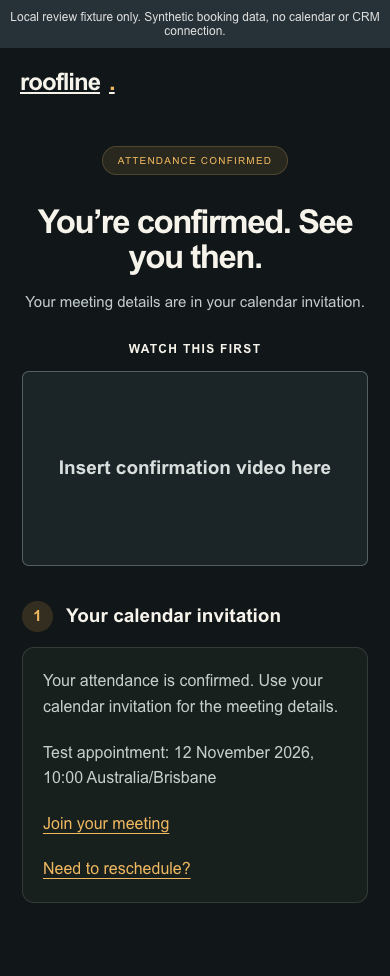 Local review fixture only. Synthetic booking data, no calendar or CRM
connection.
roofline .
ATTENDANCE CONFIRMED
You’re confirmed. See
you then.
Your meeting details are in your calendar invitation.
WATCH THIS FIRST
Insert confirmation video here
1 Your calendar invitation
Your attendance is confirmed. Use your
calendar invitation for the meeting details.
Test appointment: 12 November 2026,
10:00 Australia/Brisbane
Join your meeting
Need to reschedule?